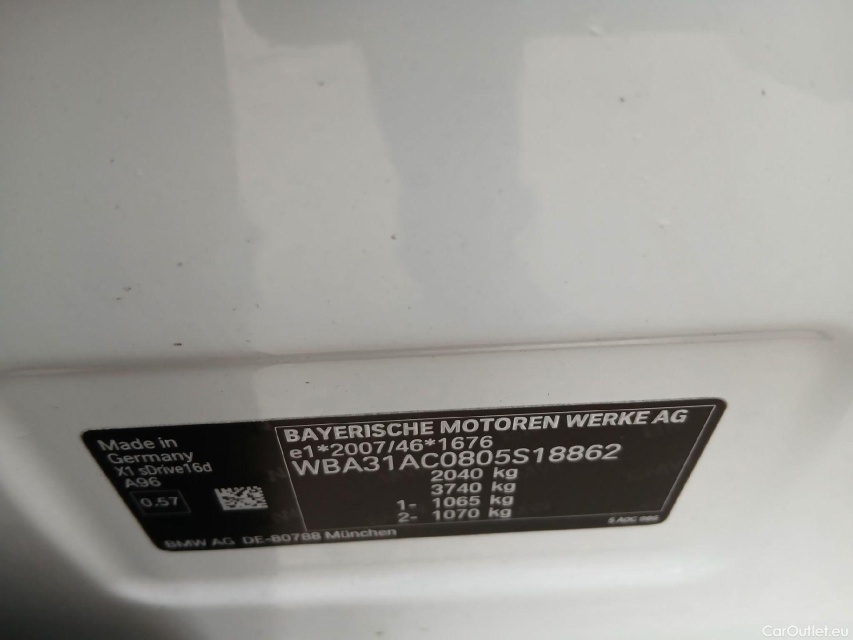 Made in
Germany
X1 sDrive16d
A96
0.57
BAYERISCHE MOTOREN WERKE AG
e1*2007/46*1676
WBA31AC0805S18862
2040 kg
3740 kg
1- 1065 kg
2- 1070 kg
BMW AG DE-80788 München
CarOutlet.eu